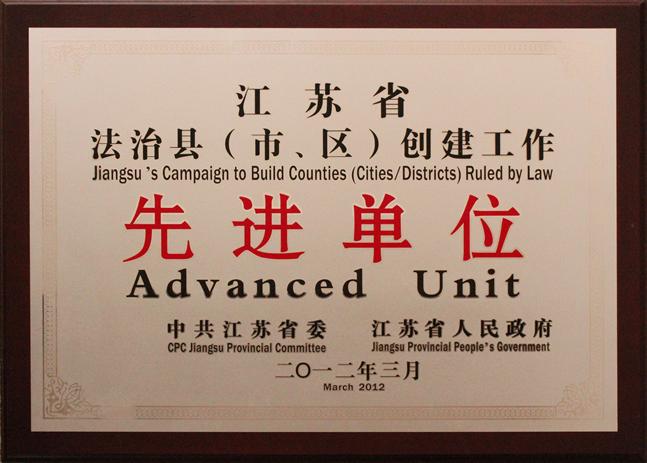 江苏省
法治县（市、区）创建工作
Jiangsu 's Campaign to Build Counties (Cities/Districts) Ruled by Law
先进单位
Advanced Unit
中共江苏省委 江苏省人民政府
CPC Jiangsu Provincial Committee Jiangsu Provincial People's Government
二〇一二年三月
March 2012